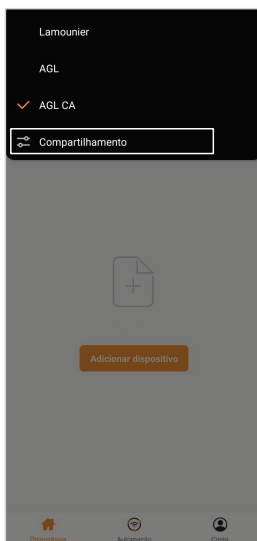 Lamounier
AGL
AGL CA
Compartilhamento
Adicionar dispositivo
Dispositivos
Automação
Conta